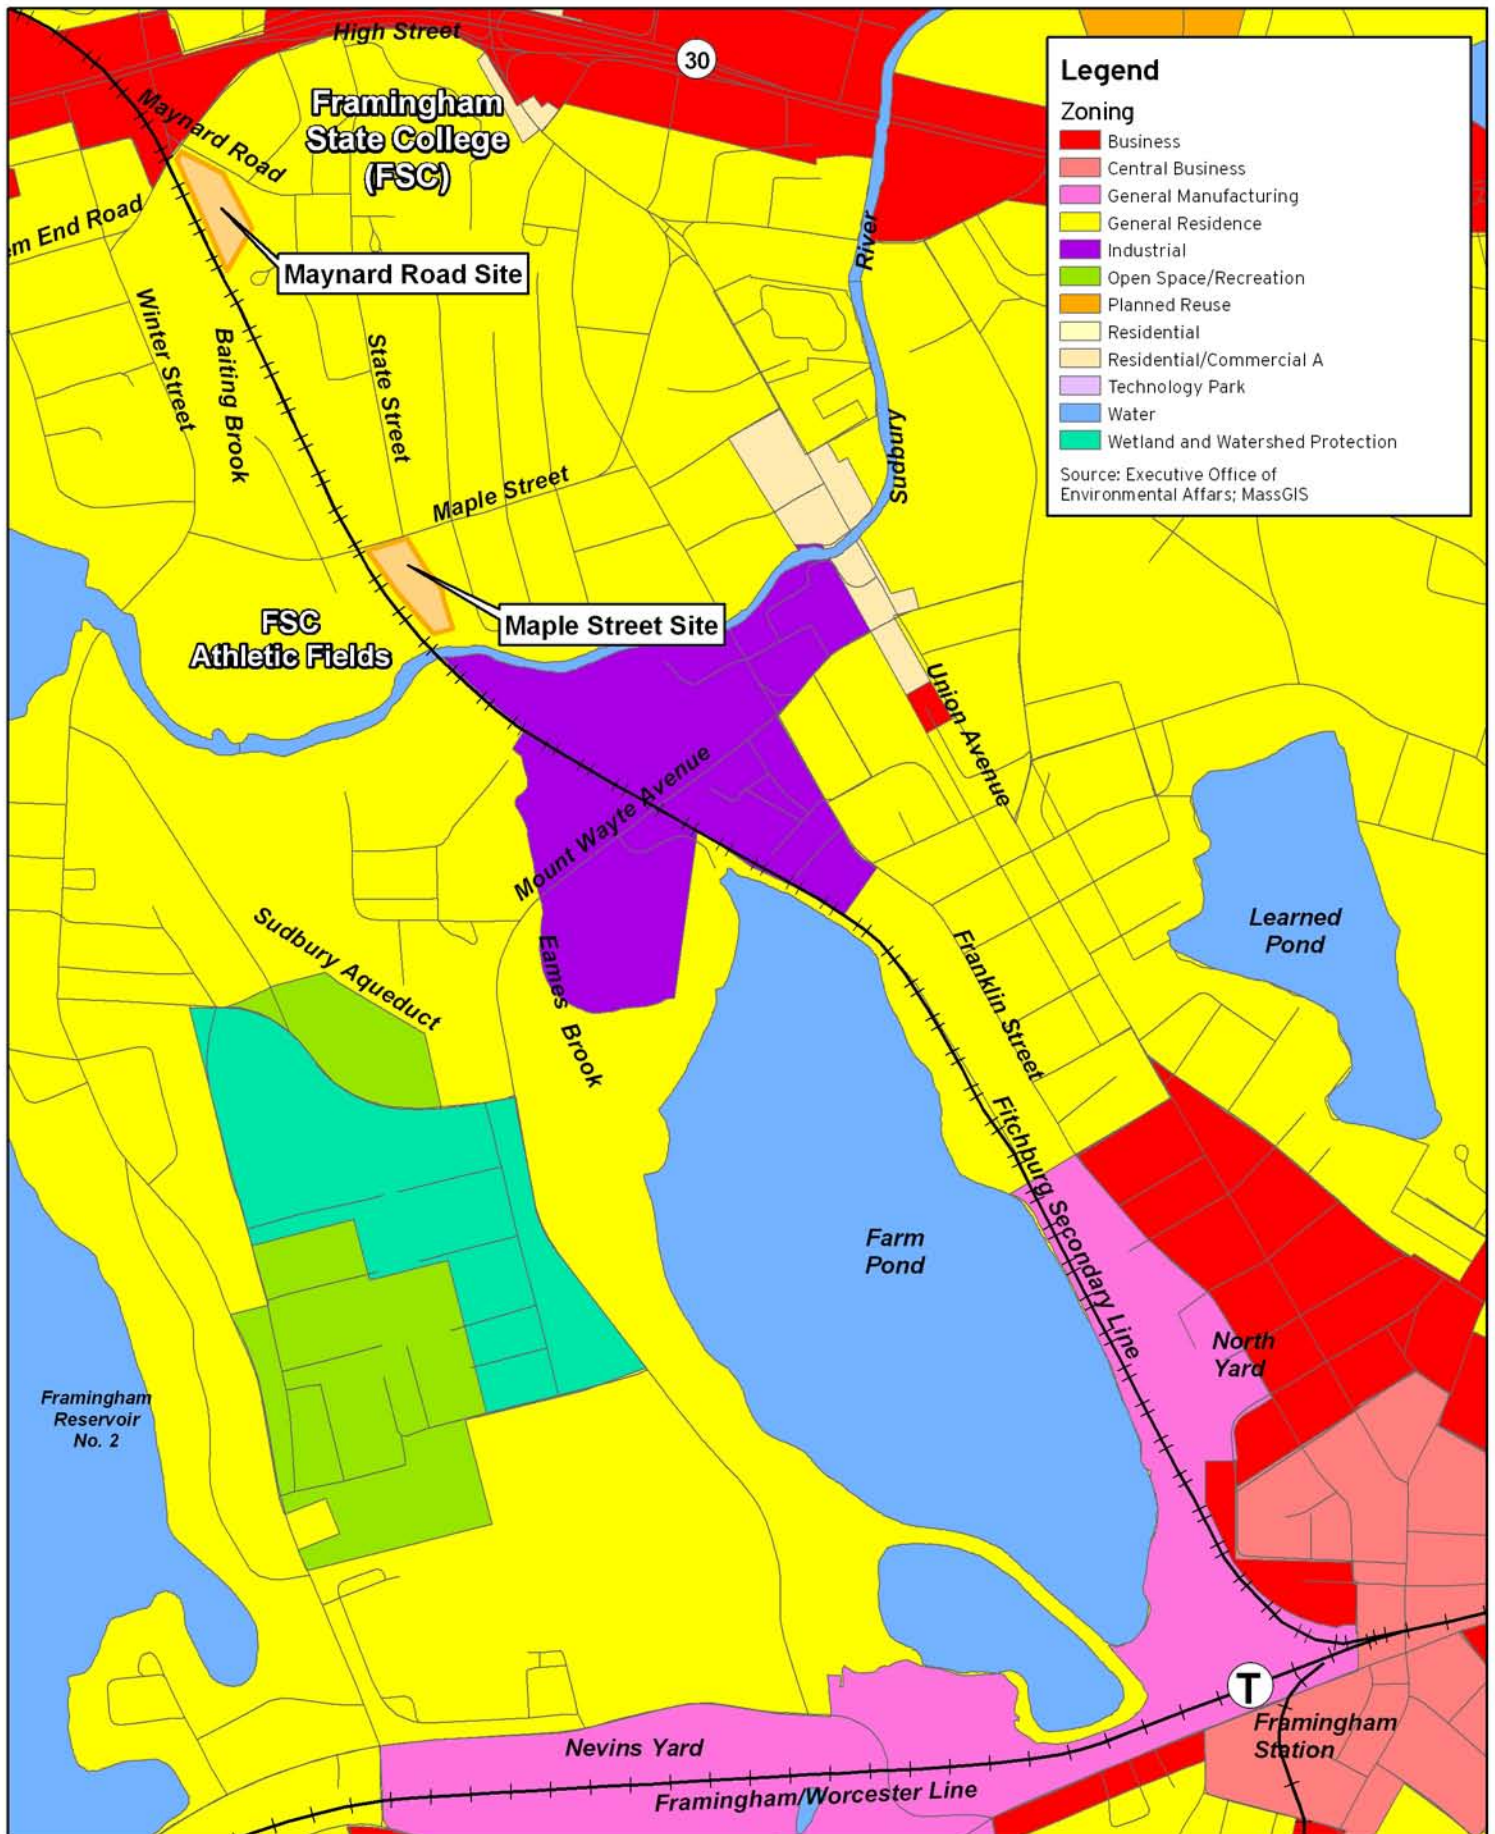 High Street
30
Legend
Zoning
Business
Central Business
General Manufacturing
General Residence
Industrial
Open Space/Recreation
Planned Reuse
Residential
Residential/Commercial A
Technology Park
Water
Wetland and Watershed Protection
Source: Executive Office of
Environmental Affairs; MassGIS
Framingham
State College
(FSC)
Maynard Road
em End Road
Maynard Road Site
River
Winter Street
Baiting Brook
State Street
Sudbury
Maple Street
Maple Street Site
FSC
Athletic Fields
Union Avenue
Mount Wayte Avenue
Learned
Pond
Sudbury Aqueduct
Eames Brook
Franklin Street
Fitchburg Secondary Line
Farm
Pond
North
Yard
Framingham
Reservoir
No. 2
T
Framingham
Station
Nevins Yard
Framingham/Worcester Line